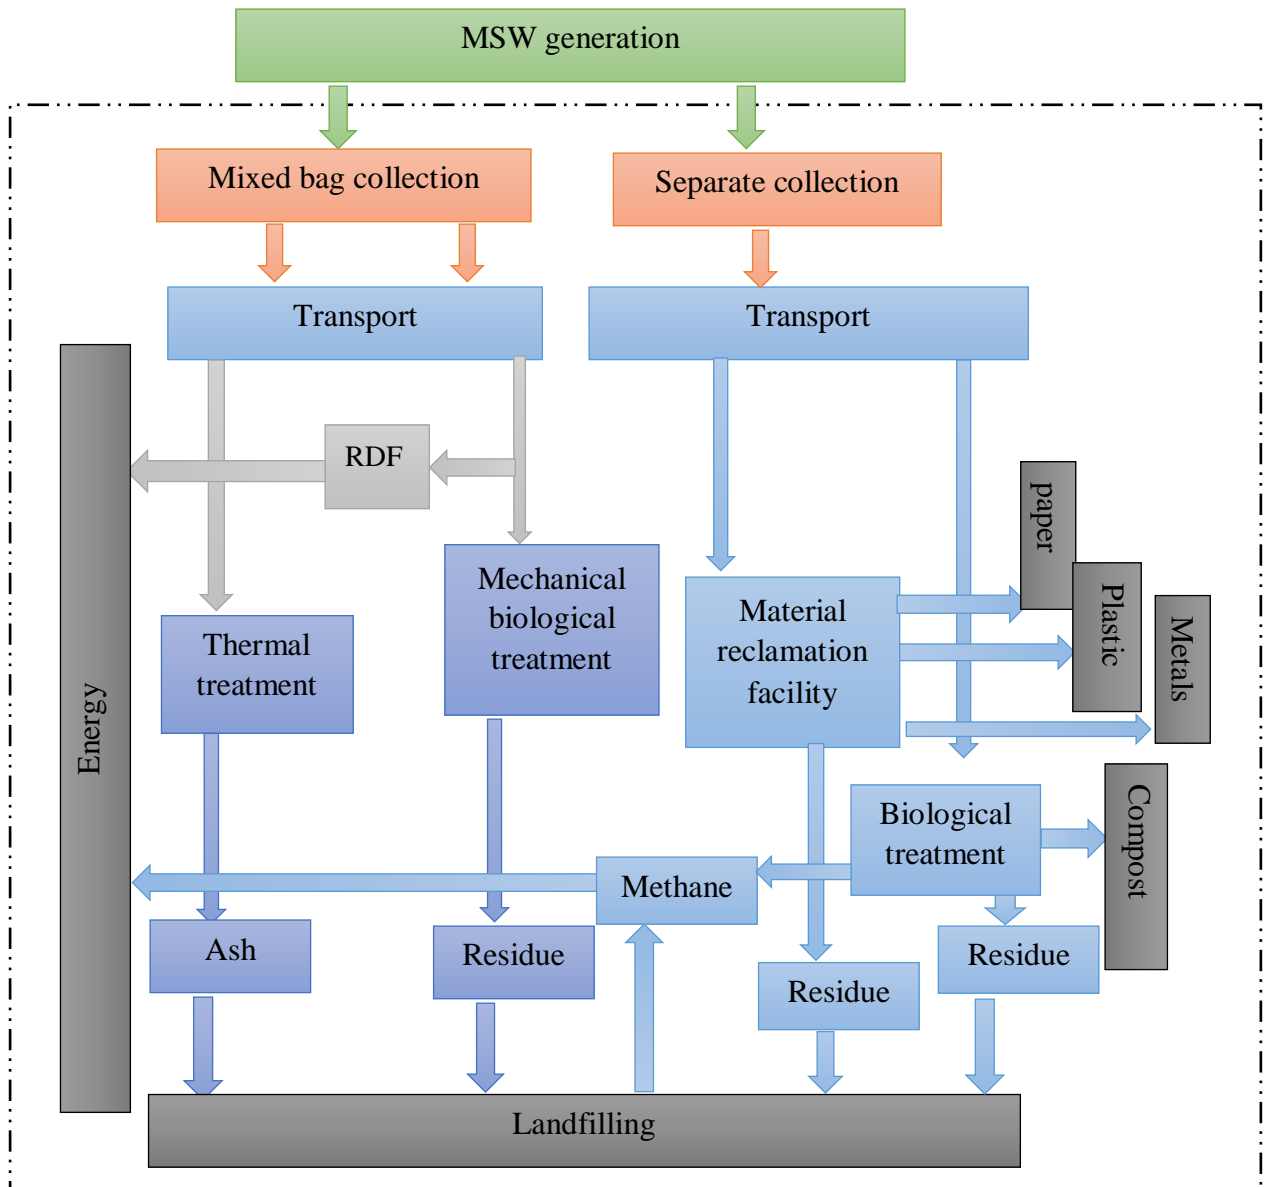 MSW generation
Mixed bag collection
Separate collection
Transport
Transport
RDF
paper
Mechanical
biological
treatment
Plastic
Material
reclamation
facility
Metals
Thermal
treatment
Energy
Compost
Biological
treatment
Methane
Ash
Residue
Residue
Residue
Landfilling